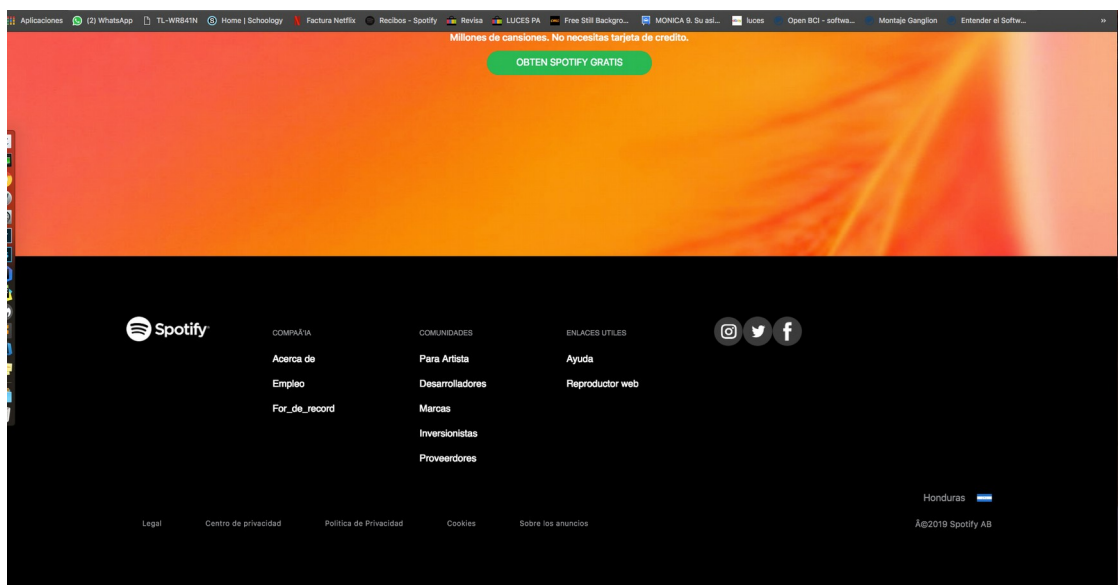 Aplicaciones (2) WhatsApp TL-WR841N Home | Schoology Factura Netflix Recibos - Spotify Revisa LUCES PA Free Still Backgro... MONICA 9. Su asi... luces Open BCI - softwa... Montaje Ganglion Entender el Softw... »
Millones de cansiones. No necesitas tarjeta de credito.
OBTEN SPOTIFY GRATIS
Spotify
COMPAÃ'IA
Acerca de
Empleo
For_de_record
COMUNIDADES
Para Artista
Desarrolladores
Marcas
Inversionistas
Proveerdores
ENLACES UTILES
Ayuda
Reproductor web
Honduras
Legal Centro de privacidad Politica de Privacidad Cookies Sobre los anuncios
Â©2019 Spotify AB